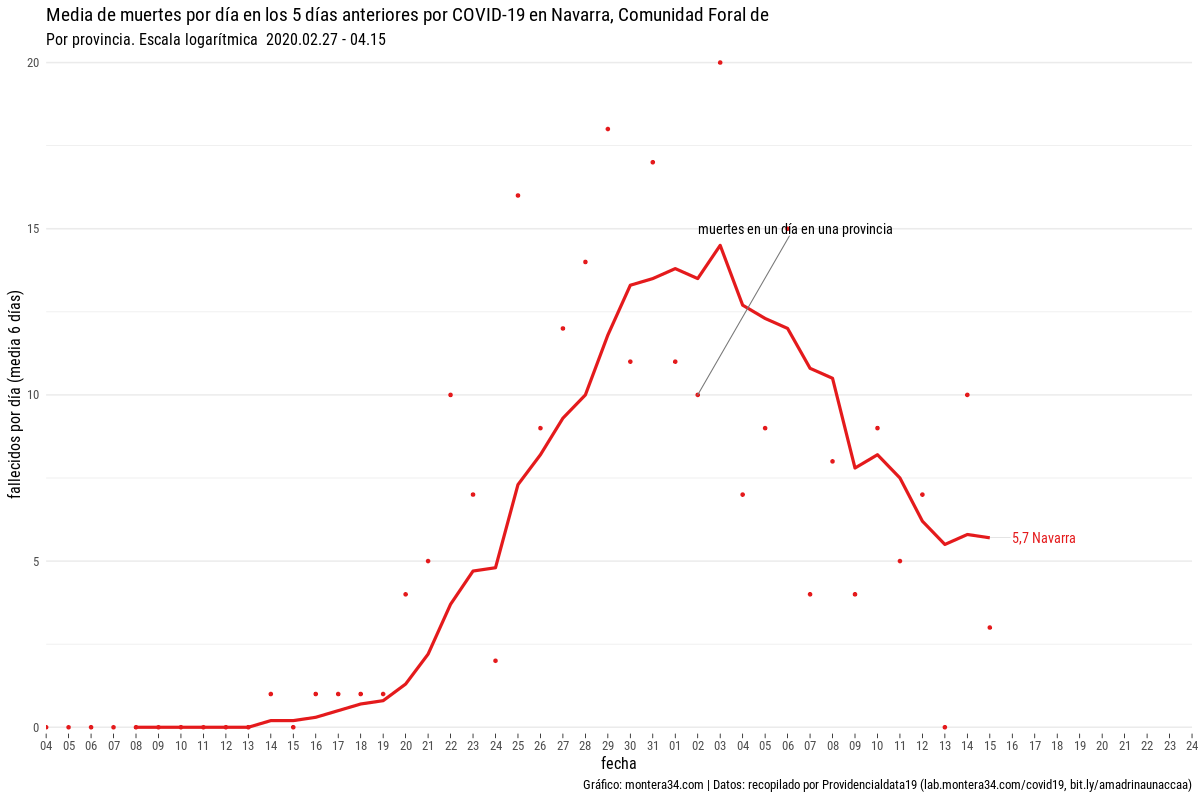 Media de muertes por día en los 5 días anteriores por COVID-19 en Navarra, Comunidad Foral de
Por provincia. Escala logarítmica  2020.02.27 - 04.15
fallecidos por día (media 6 días)
20
15
10
5
0
muertes en un día en una provincia
5,7 Navarra
04 05 06 07 08 09 10 11 12 13 14 15 16 17 18 19 20 21 22 23 24 25 26 27 28 29 30 31 01 02 03 04 05 06 07 08 09 10 11 12 13 14 15 16 17 18 19 20 21 22 23 24
fecha
Gráfico: montera34.com | Datos: recopilado por Providencialdata19 (lab.montera34.com/covid19, bit.ly/amadrinaunaccaa)